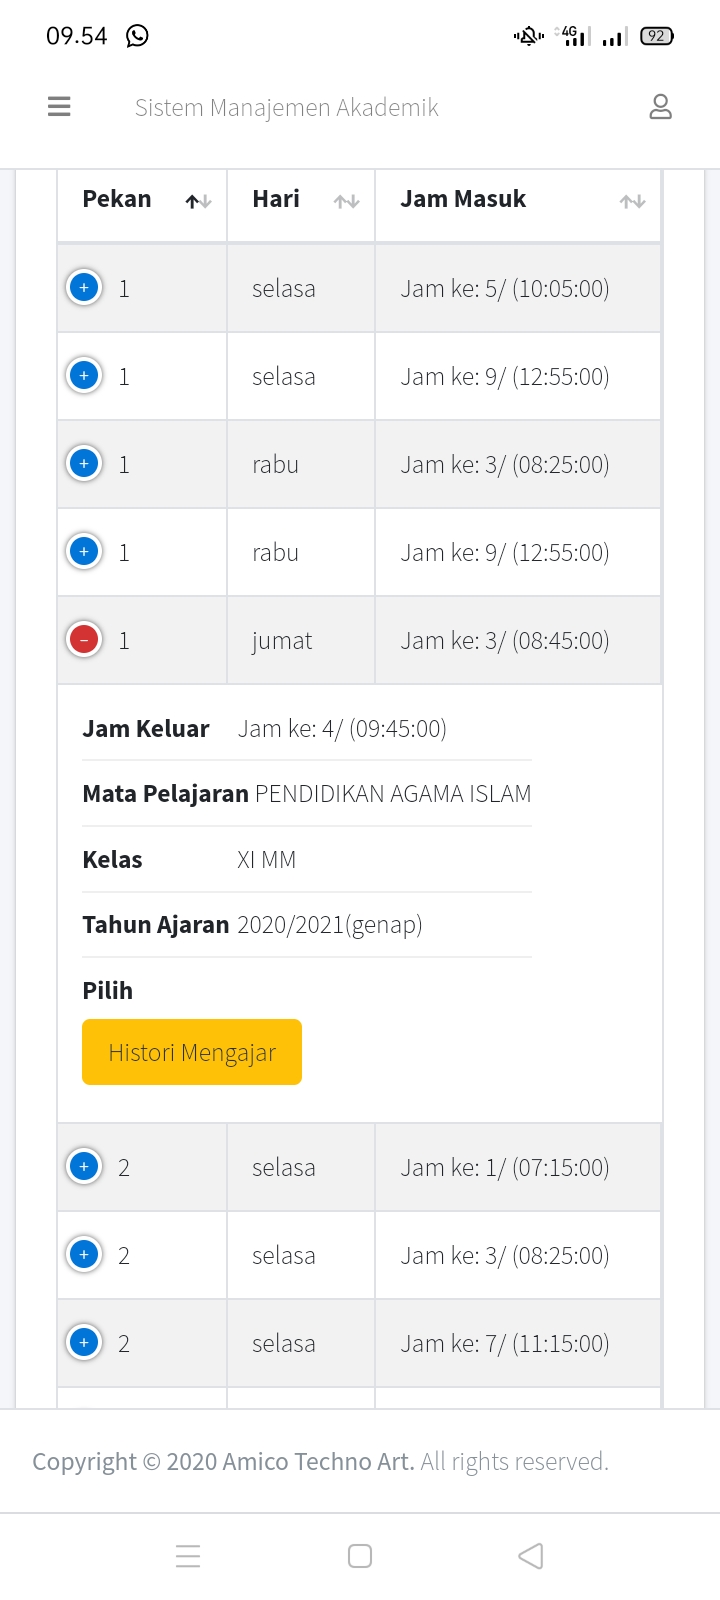 09.54
4G
92
Sistem Manajemen Akademik
Pekan Hari Jam Masuk
+ 1 selasa Jam ke: 5/ (10:05:00)
+ 1 selasa Jam ke: 9/ (12:55:00)
+ 1 rabu Jam ke: 3/ (08:25:00)
+ 1 rabu Jam ke: 9/ (12:55:00)
- 1 jumat Jam ke: 3/ (08:45:00)
Jam Keluar Jam ke: 4/ (09:45:00)
Mata Pelajaran PENDIDIKAN AGAMA ISLAM
Kelas XI MM
Tahun Ajaran 2020/2021(genap)
Pilih
Histori Mengajar
+ 2 selasa Jam ke: 1/ (07:15:00)
+ 2 selasa Jam ke: 3/ (08:25:00)
+ 2 selasa Jam ke: 7/ (11:15:00)
Copyright © 2020 Amico Techno Art. All rights reserved.